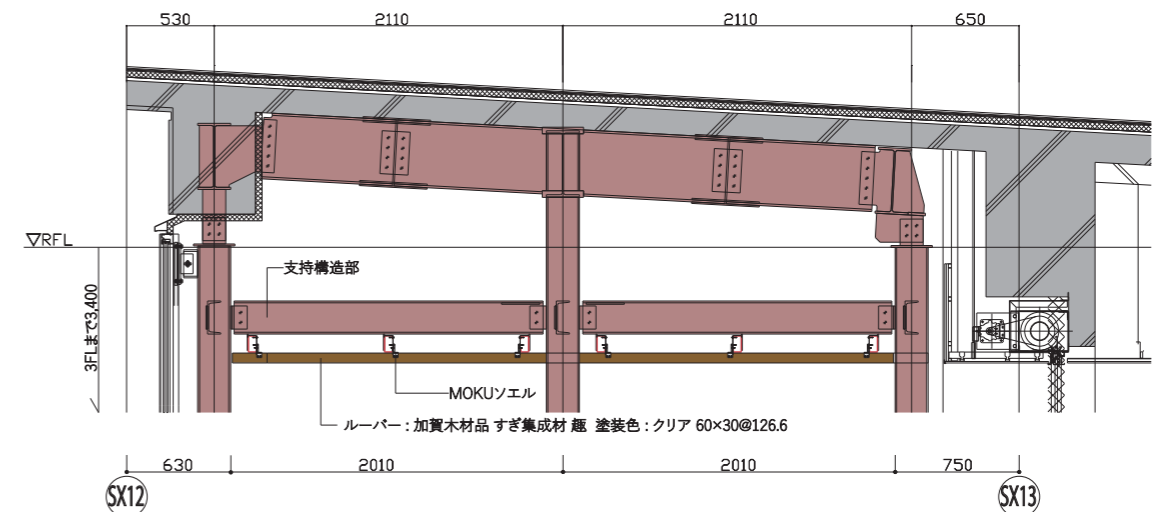 530 2110 2110 650
▽RFL
支持構造部
3FLまで3,400
MOKUソエル
ルーバー : 加賀木材品 すぎ集成材 趣 塗装色 : クリア 60×30@126.6
630 2010 2010 750
SX12 SX13